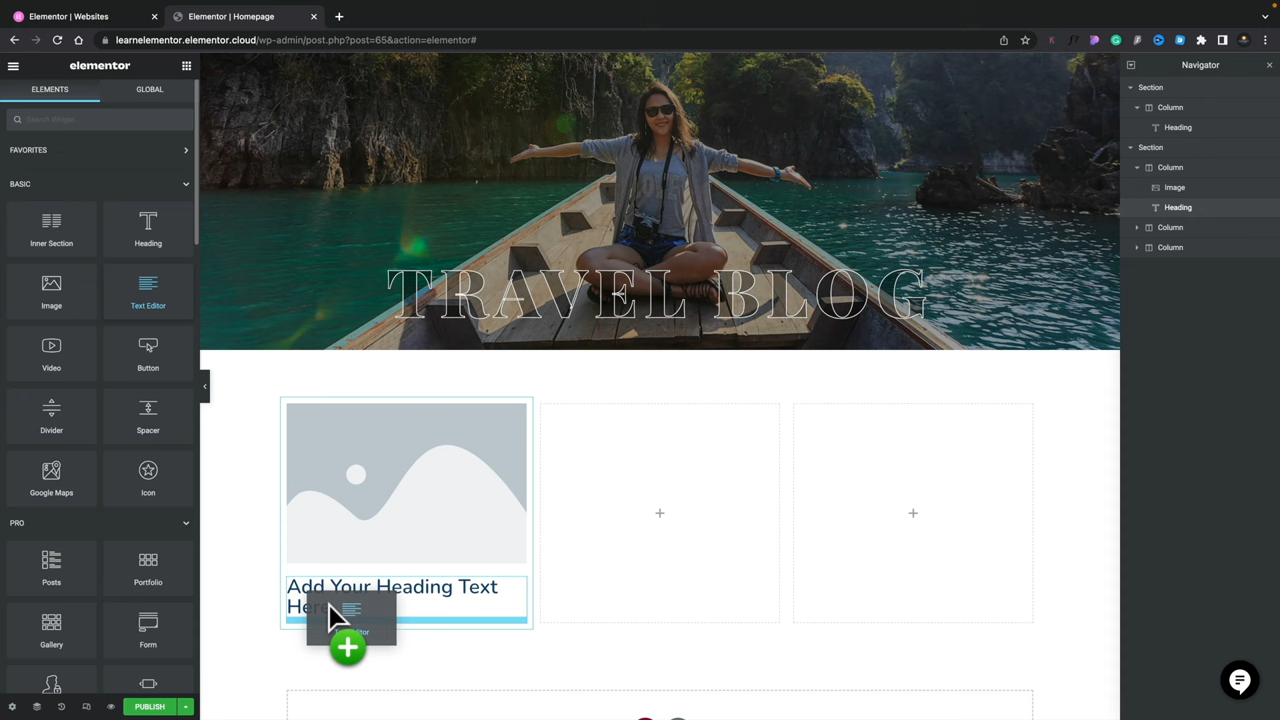 Elementor | Websites
Elementor | Homepage
learnelementor.elementor.cloud/wp-admin/post.php?post=65&action=elementor#
elementor
ELEMENTS
GLOBAL
Search Widget...
FAVORITES
BASIC
Inner Section
Heading
Image
Text Editor
Video
Button
Divider
Spacer
Google Maps
Icon
PRO
Posts
Portfolio
Gallery
Form
PUBLISH
TRAVEL BLOG
Add Your Heading Text
Here
Navigator
Section
Column
Heading
Section
Column
Image
Heading
Column
Column